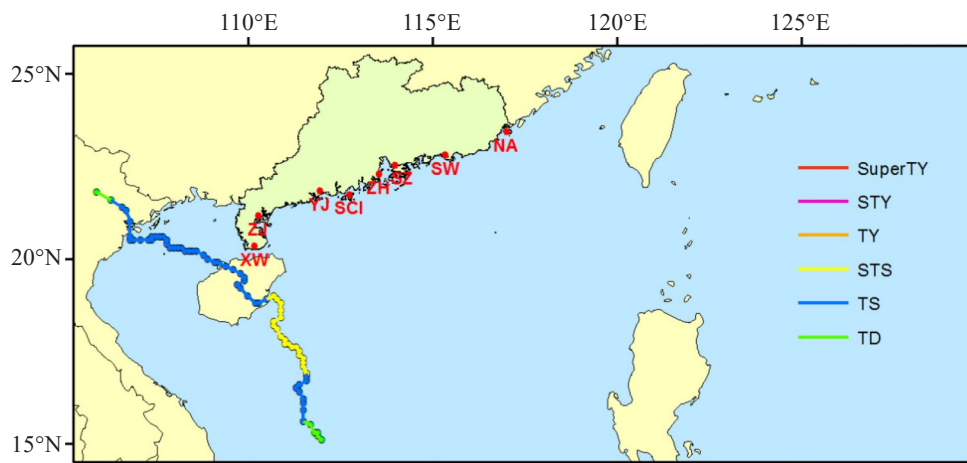 110°E 115°E 120°E 125°E
25°N
NA
SW
SZ
ZH
SCI
YJ
ZJ
XW
20°N
15°N
SuperTY
STY
TY
STS
TS
TD